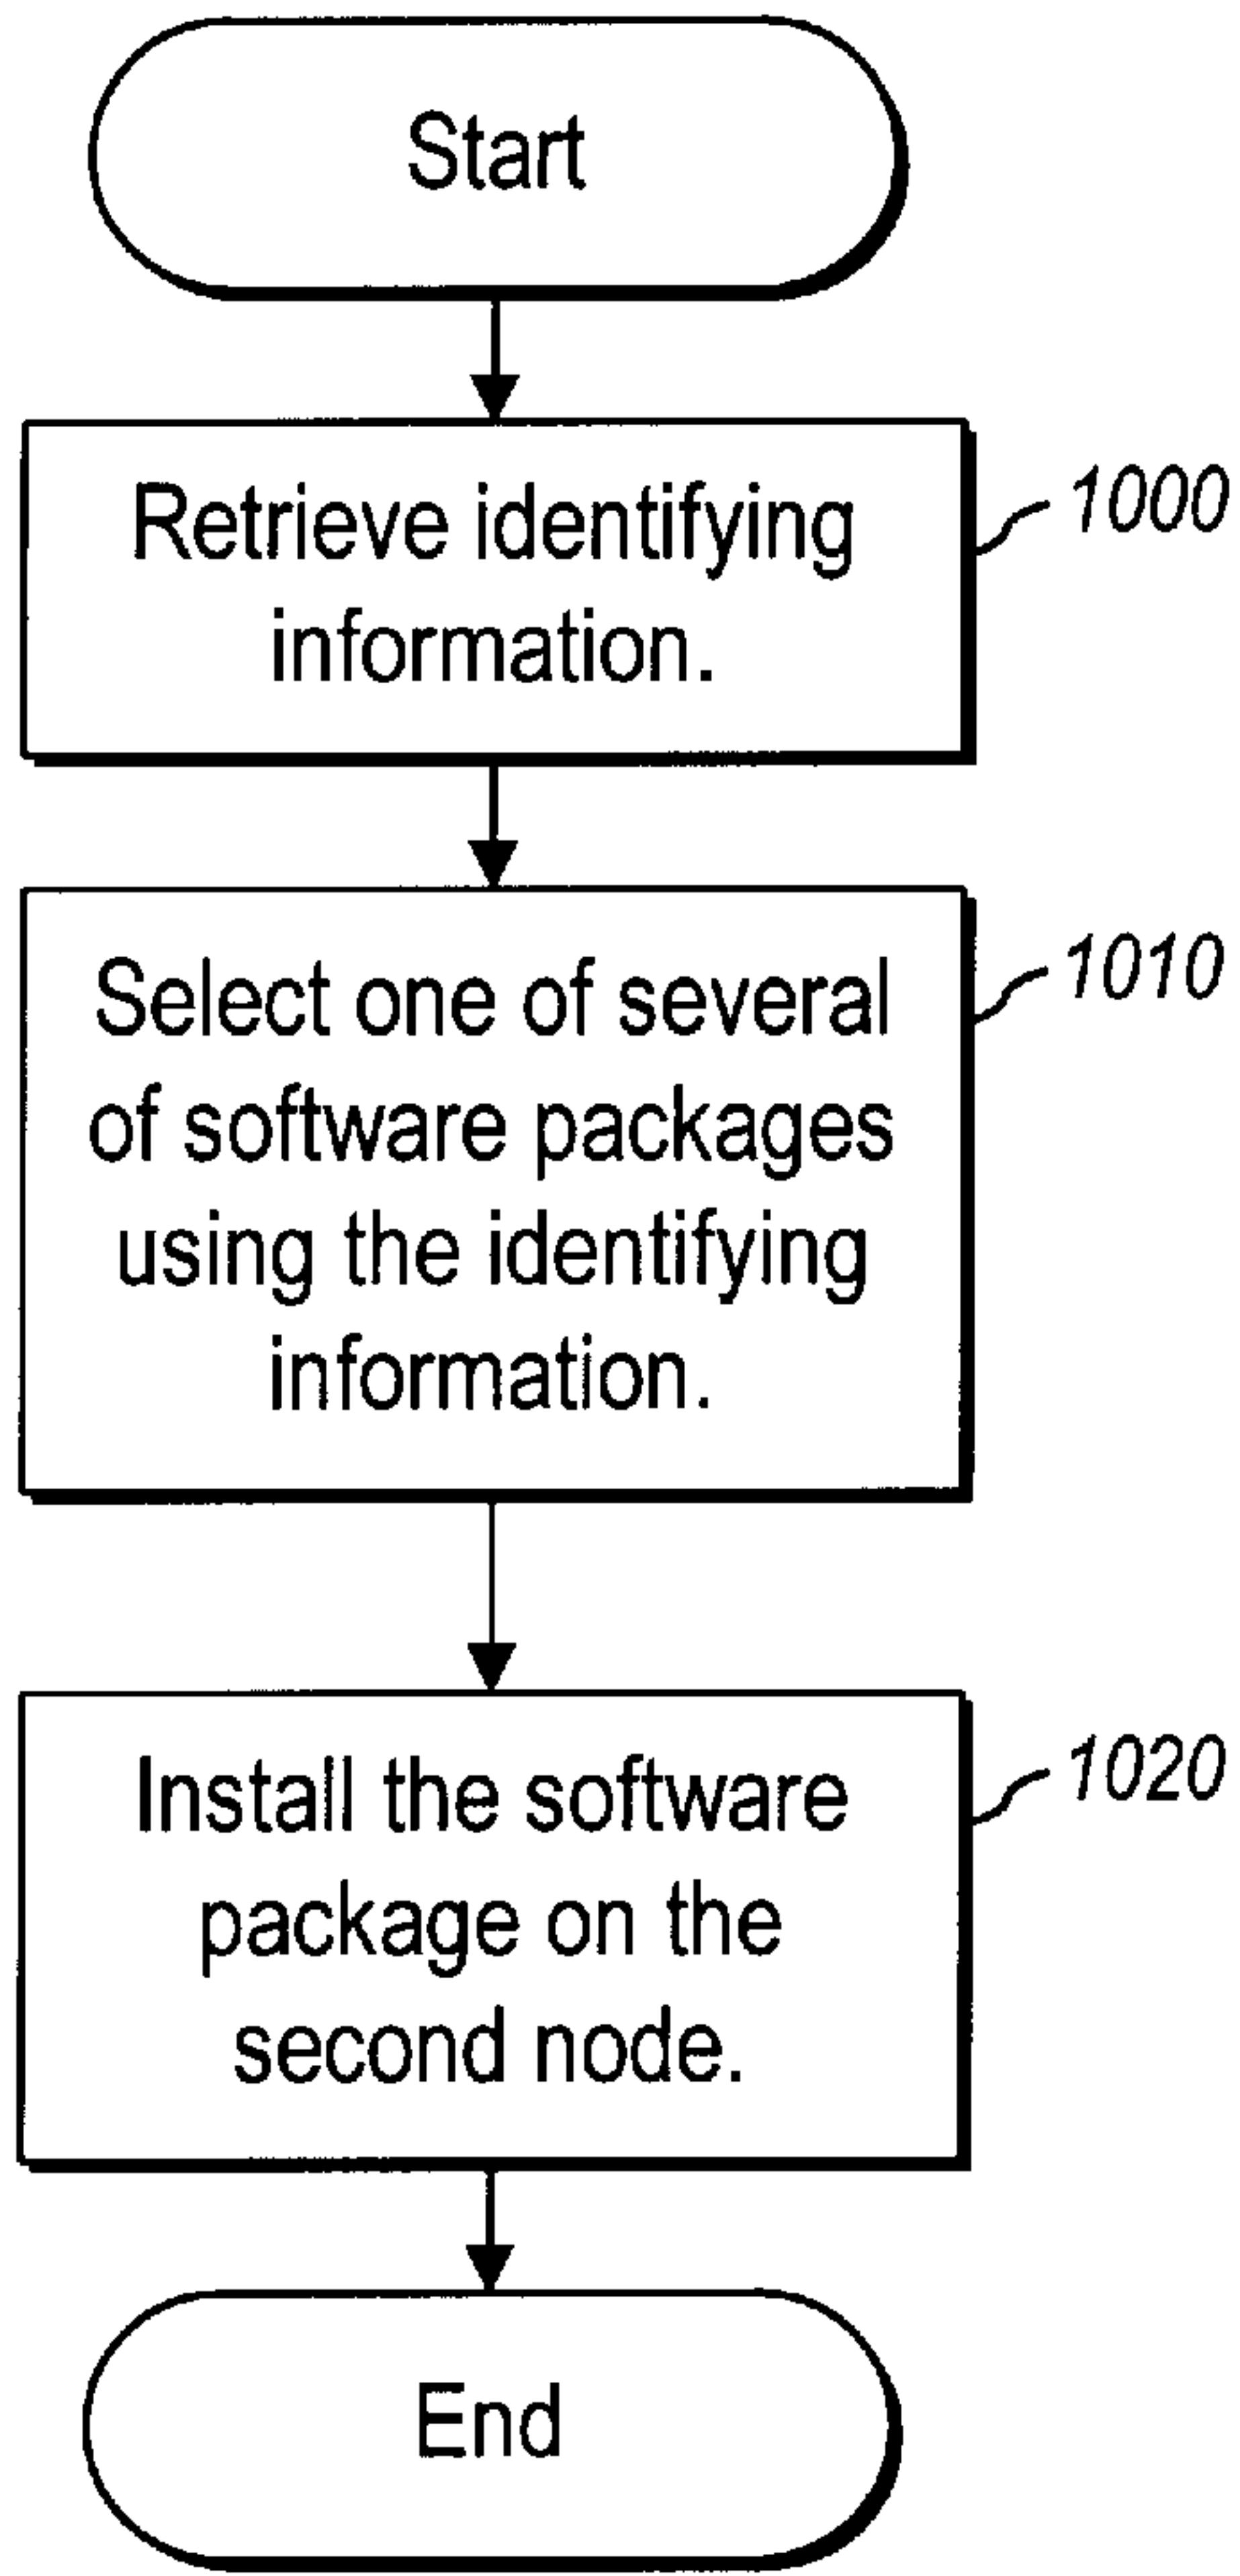 Start
Retrieve identifying
information.
1000
Select one of several
of software packages
using the identifying
information.
1010
Install the software
package on the
second node.
1020
End